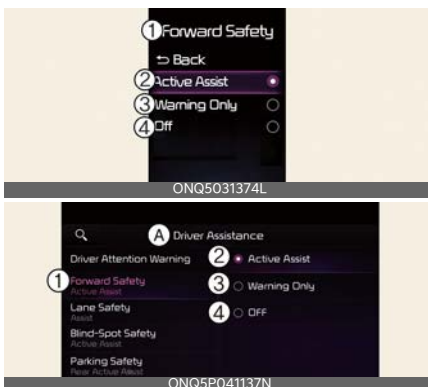 1 Forward Safety
Back
2 Active Assist
3 Warning Only
4 Off
ONQ5031374L
A Driver Assistance
Driver Attention Warning
2 Active Assist
1 Forward Safety
Active Assist
3 Warning Only
Lane Safety
Assist
4 OFF
Blind-Spot Safety
Active Assist
Parking Safety
Rear Active Assist
ONQ5P041137N